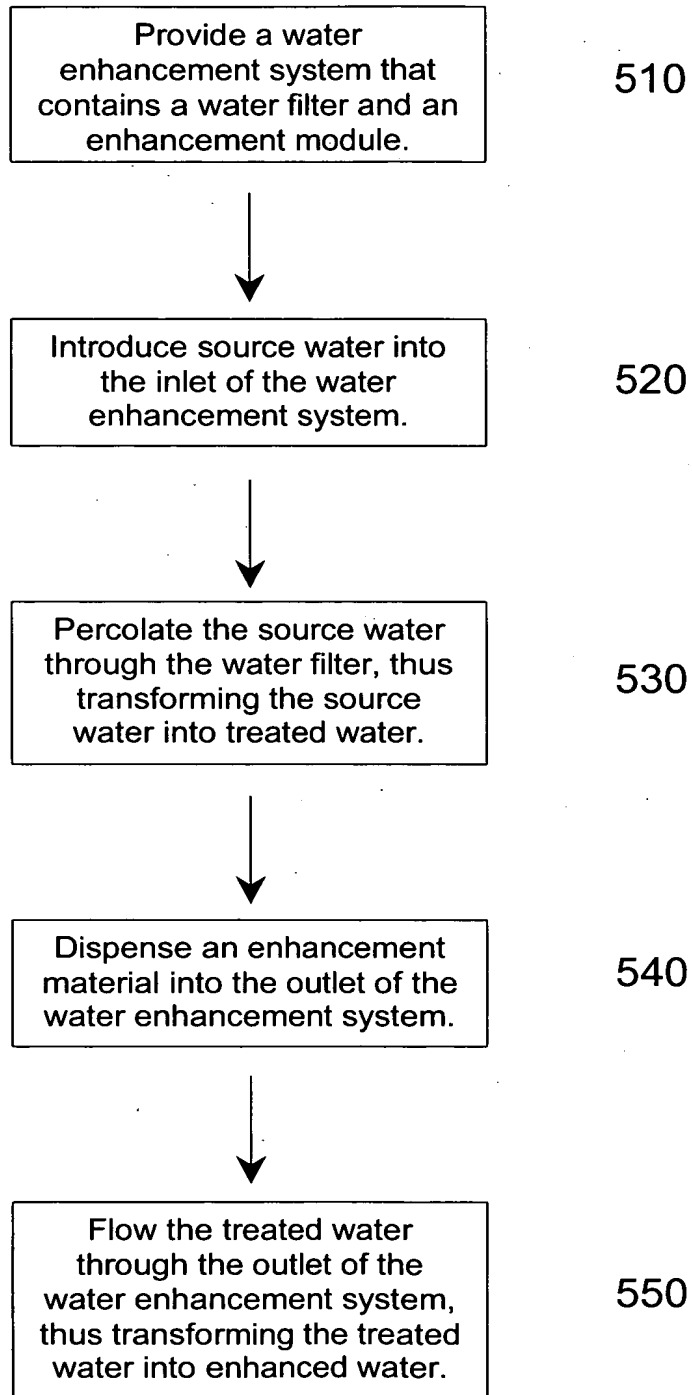 Provide a water
enhancement system that
contains a water filter and an
enhancement module.
510
Introduce source water into
the inlet of the water
enhancement system.
520
Percolate the source water
through the water filter, thus
transforming the source
water into treated water.
530
Dispense an enhancement
material into the outlet of the
water enhancement system.
540
Flow the treated water
through the outlet of the
water enhancement system,
thus transforming the treated
water into enhanced water.
550